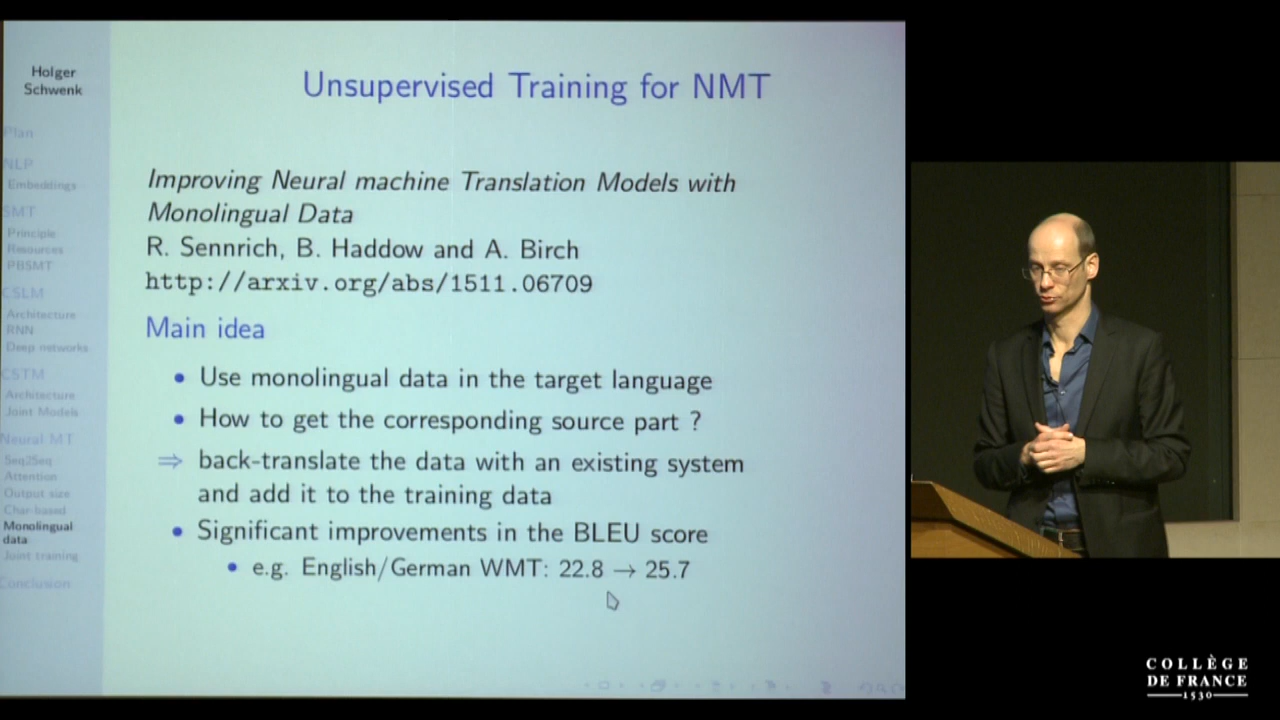 Holger
Schwenk
Plan
NLP
Embeddings
SMT
Principle
Resources
PBSMT
CSLM
Architecture
RNN
Deep networks
CSTM
Architecture
Joint Models
Neural MT
Seq2Seq
Attention
Output size
Char-based
Monolingual
data
Joint training
Conclusion
Unsupervised Training for NMT
Improving Neural machine Translation Models with
Monolingual Data
R. Sennrich, B. Haddow and A. Birch
http://arxiv.org/abs/1511.06709
Main idea
• Use monolingual data in the target language
• How to get the corresponding source part ?
⇒ back-translate the data with an existing system
and add it to the training data
• Significant improvements in the BLEU score
• e.g. English/German WMT: 22.8 → 25.7
COLLÈGE
DE FRANCE
1530